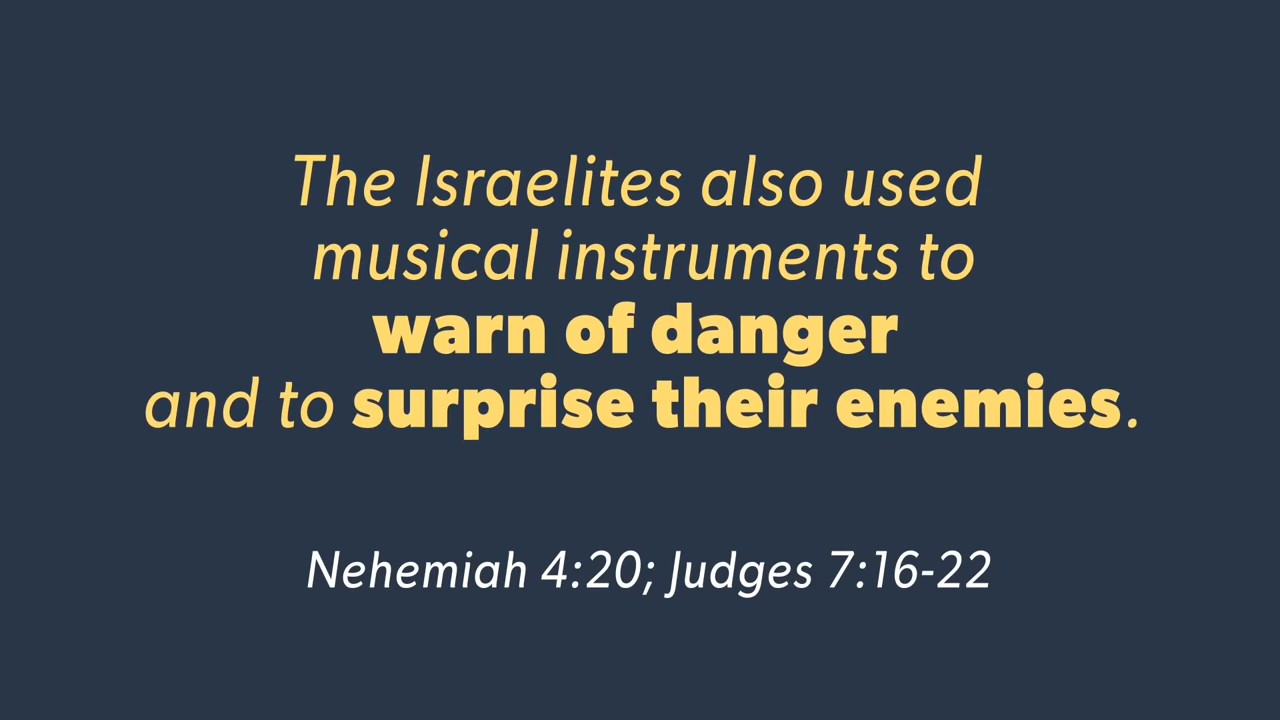 The Israelites also used
musical instruments to
warn of danger
and to surprise their enemies.
Nehemiah 4:20; Judges 7:16-22